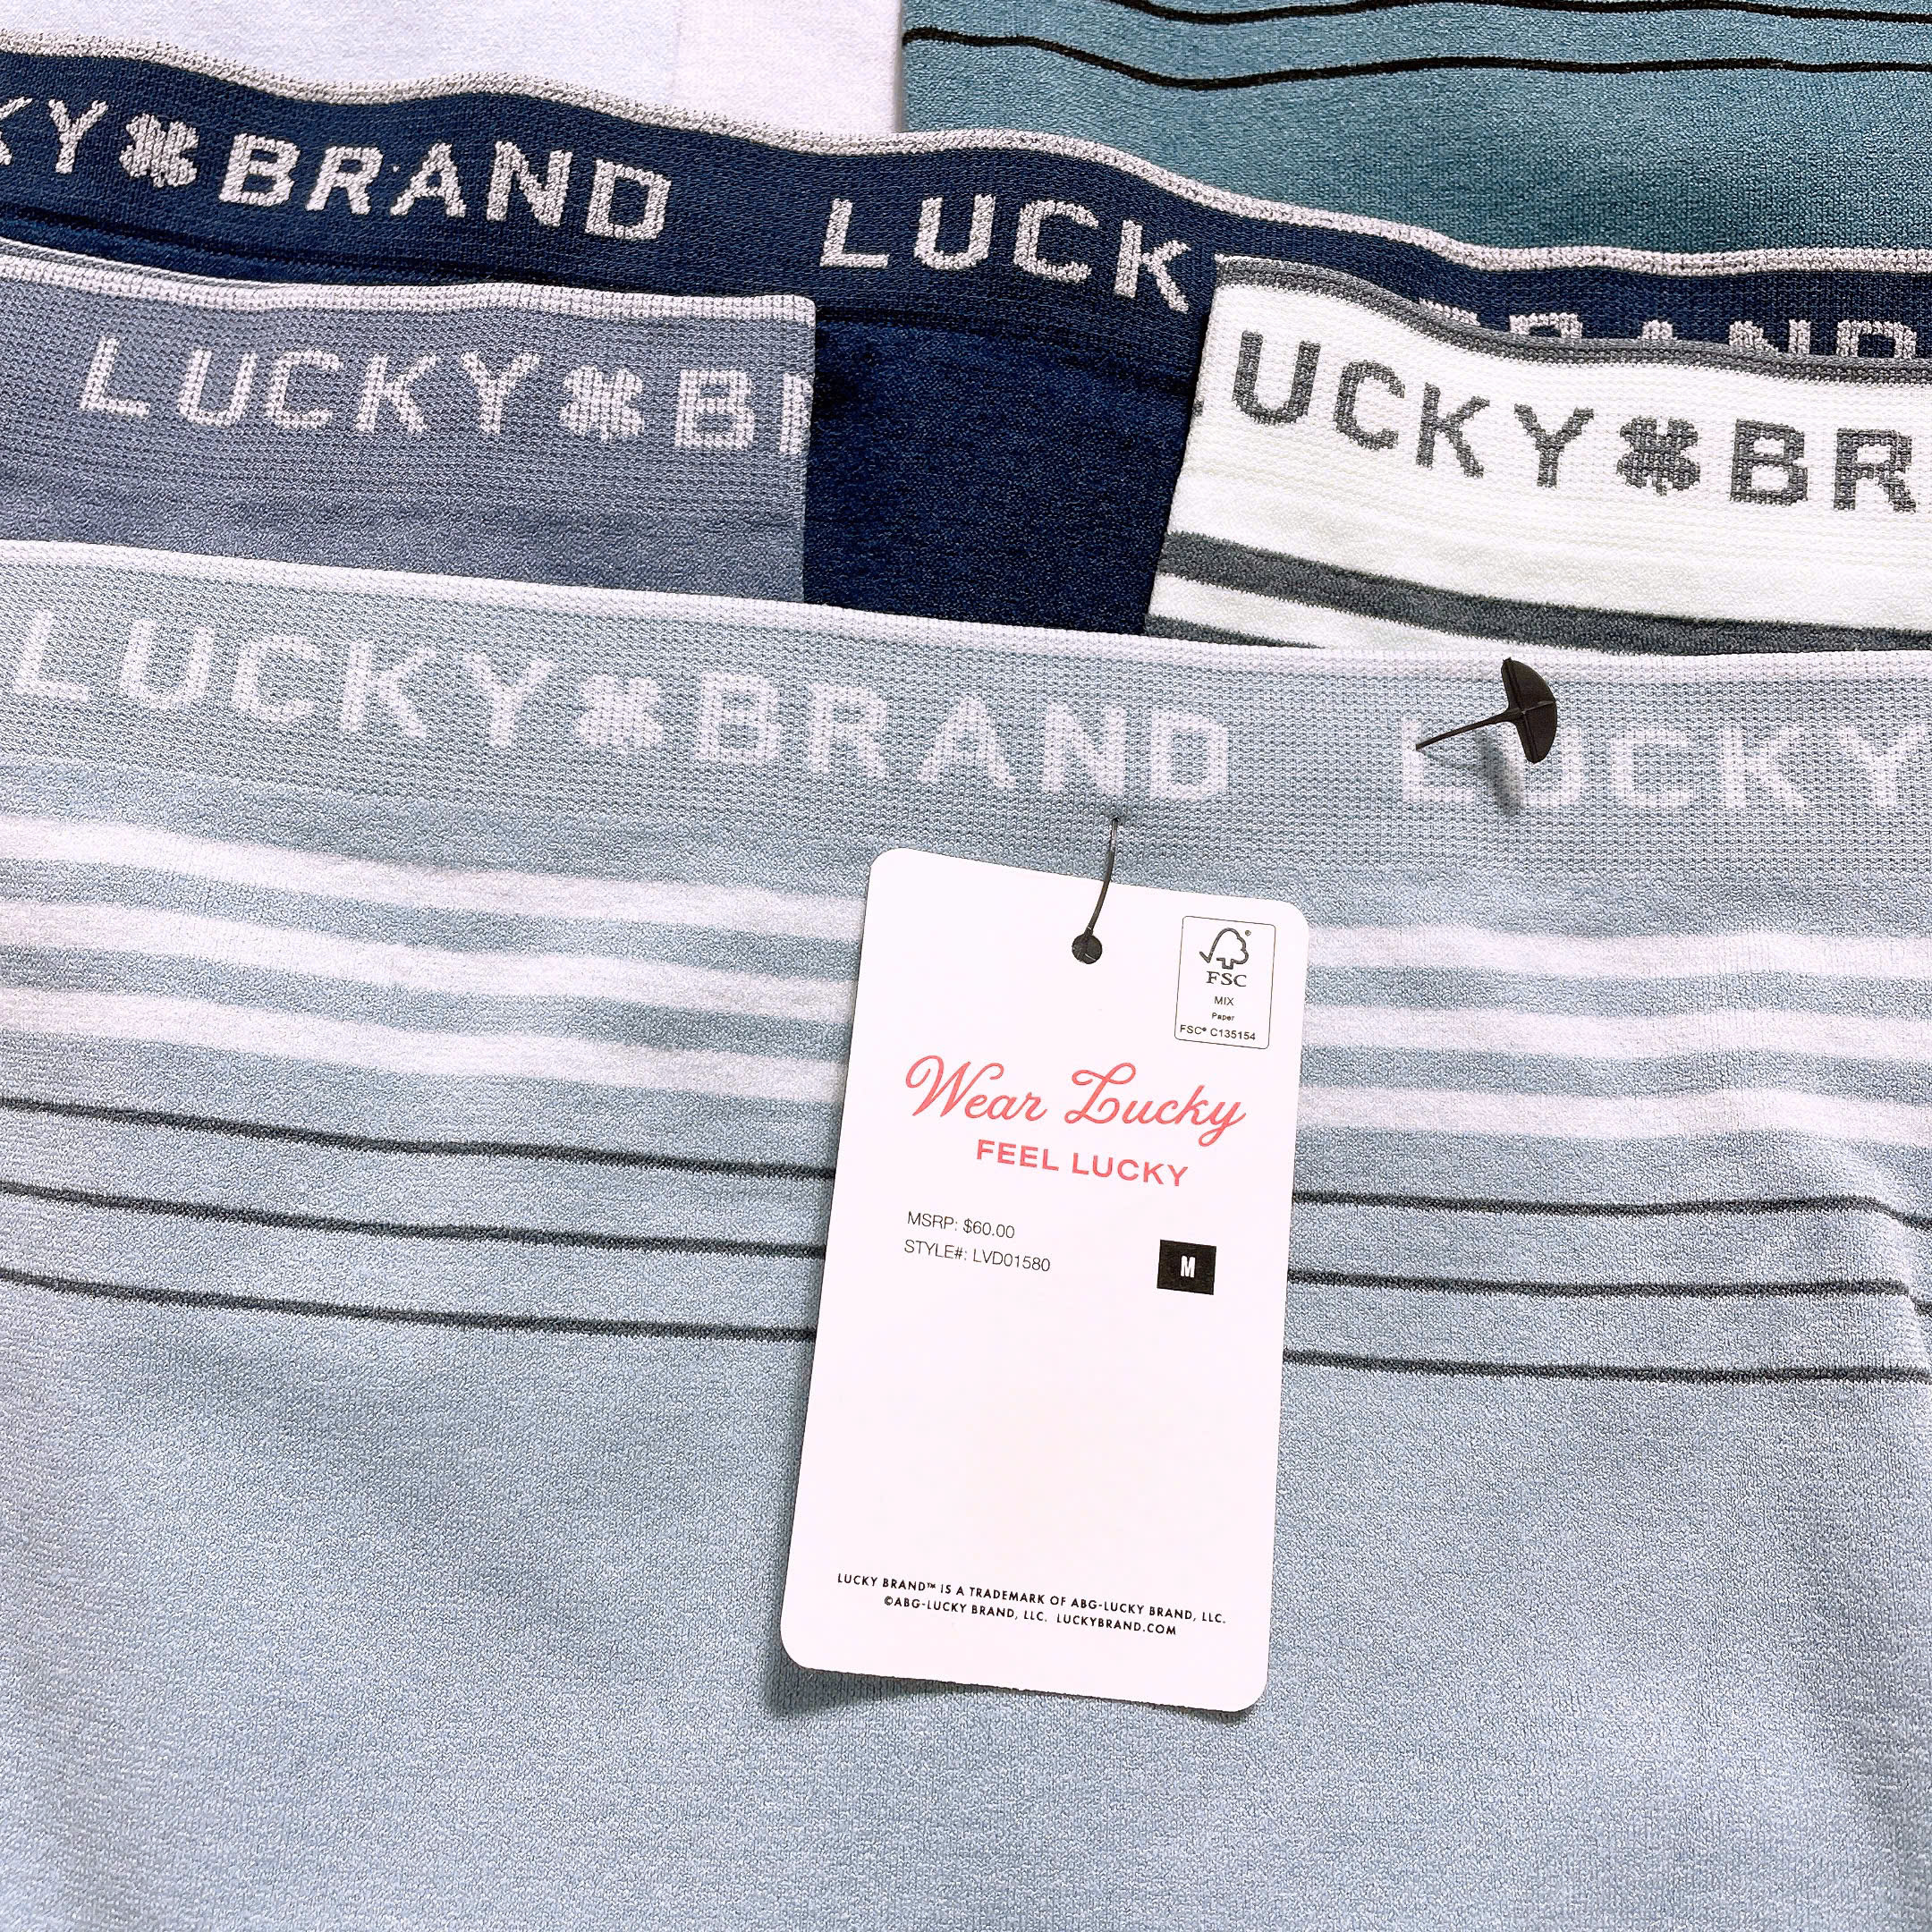 KY BRAND LUCK
BRAND
LUCKY B
UCKY BR
LUCKY BRAND LUCKY
FSC
MIX
Paper
FSC® C135154
Wear Lucky
FEEL LUCKY
MSRP: $60.00
STYLE#: LVD01580
M
LUCKY BRAND™ IS A TRADEMARK OF ABG-LUCKY BRAND, LLC.
©ABG-LUCKY BRAND, LLC. LUCKYBRAND.COM